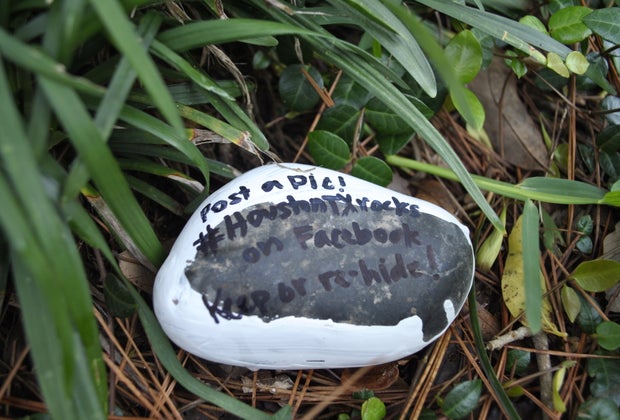 Post a Pic!
#HoustonTXrocks
on Facebook
Keep or re-hide!